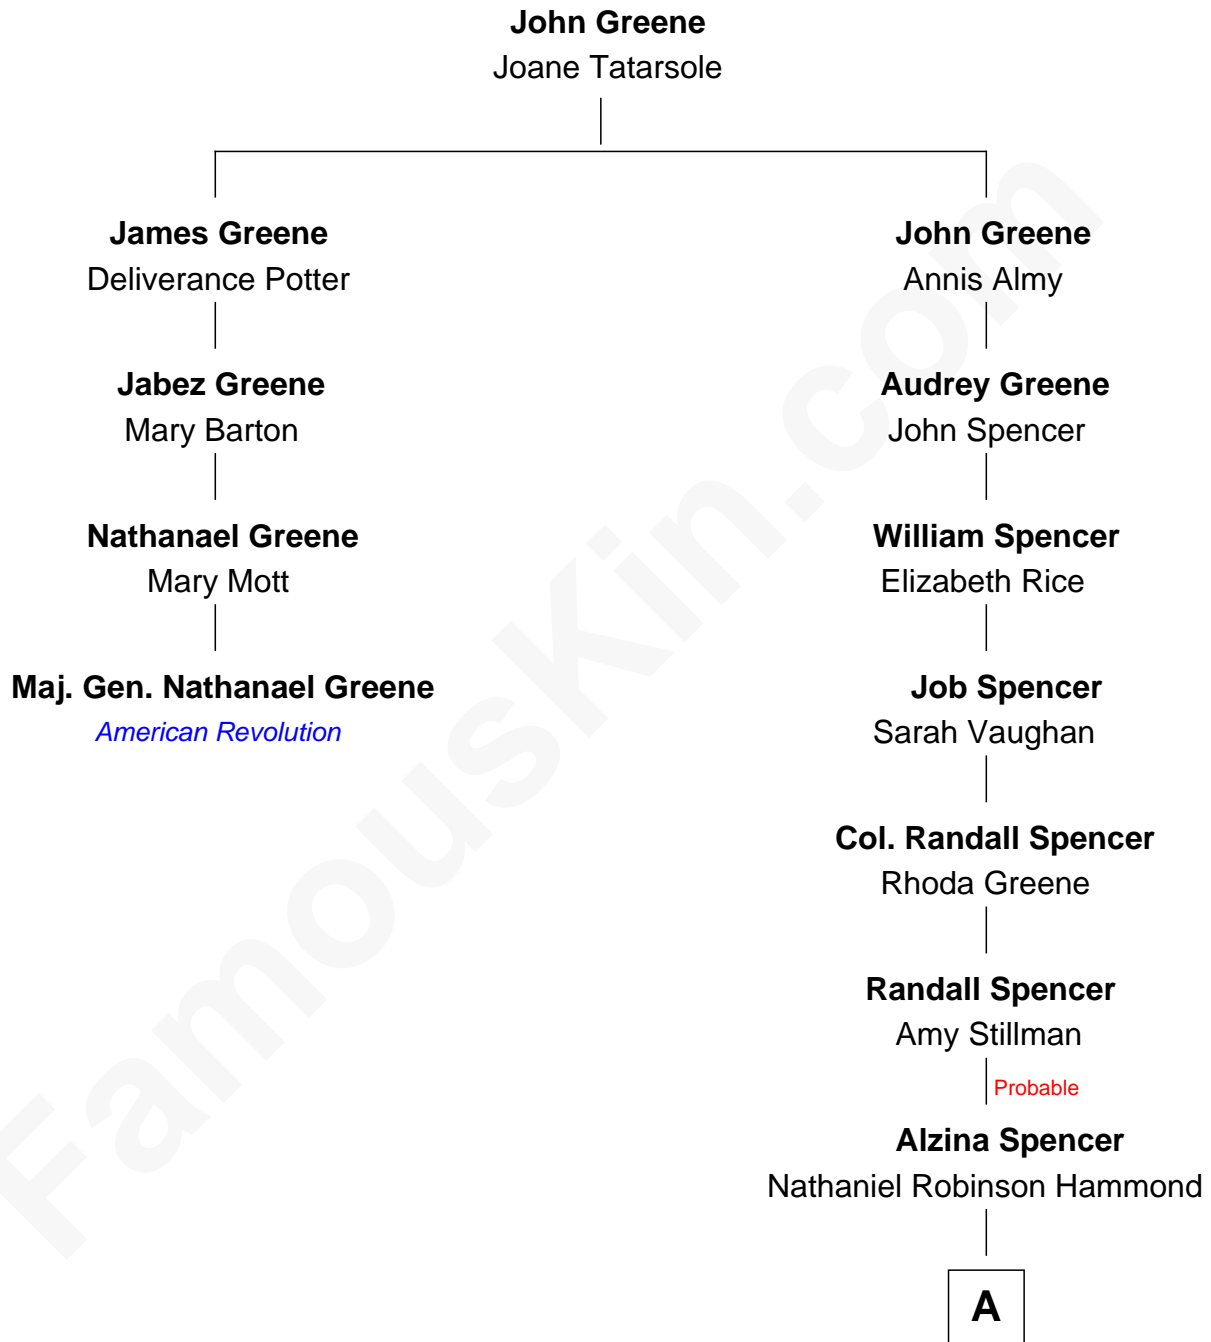 John Greene
Joane Tatarsole
James Greene
Deliverance Potter
Jabez Greene
Mary Barton
Nathanael Greene
Mary Mott
Maj. Gen. Nathanael Greene
American Revolution
John Greene
Annis Almy
Audrey Greene
John Spencer
William Spencer
Elizabeth Rice
Job Spencer
Sarah Vaughan
Col. Randall Spencer
Rhoda Greene
Randall Spencer
Amy Stillman
Probable
Alzina Spencer
Nathaniel Robinson Hammond
A
FamousKin.com